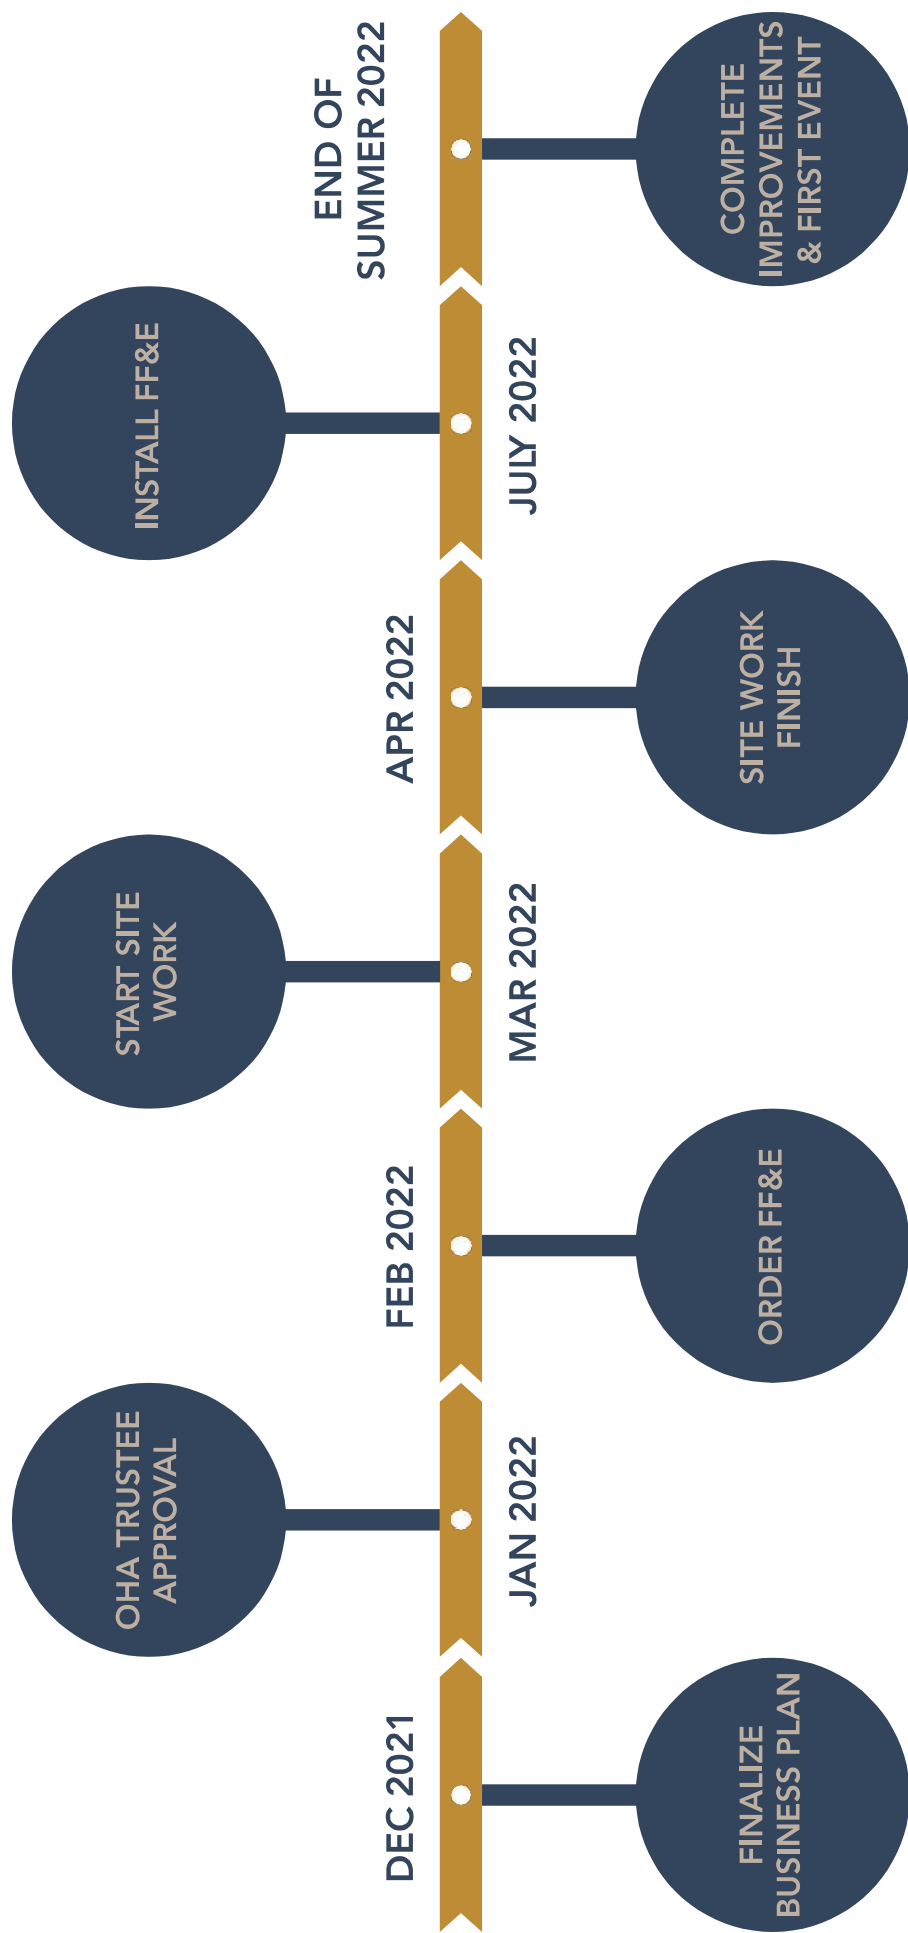 DEC 2021
FINALIZE
BUSINESS PLAN
OHA TRUSTEE
APPROVAL
JAN 2022
FEB 2022
ORDER FF&E
START SITE
WORK
MAR 2022
APR 2022
SITE WORK
FINISH
INSTALL FF&E
JULY 2022
END OF
SUMMER 2022
COMPLETE
IMPROVEMENTS
& FIRST EVENT